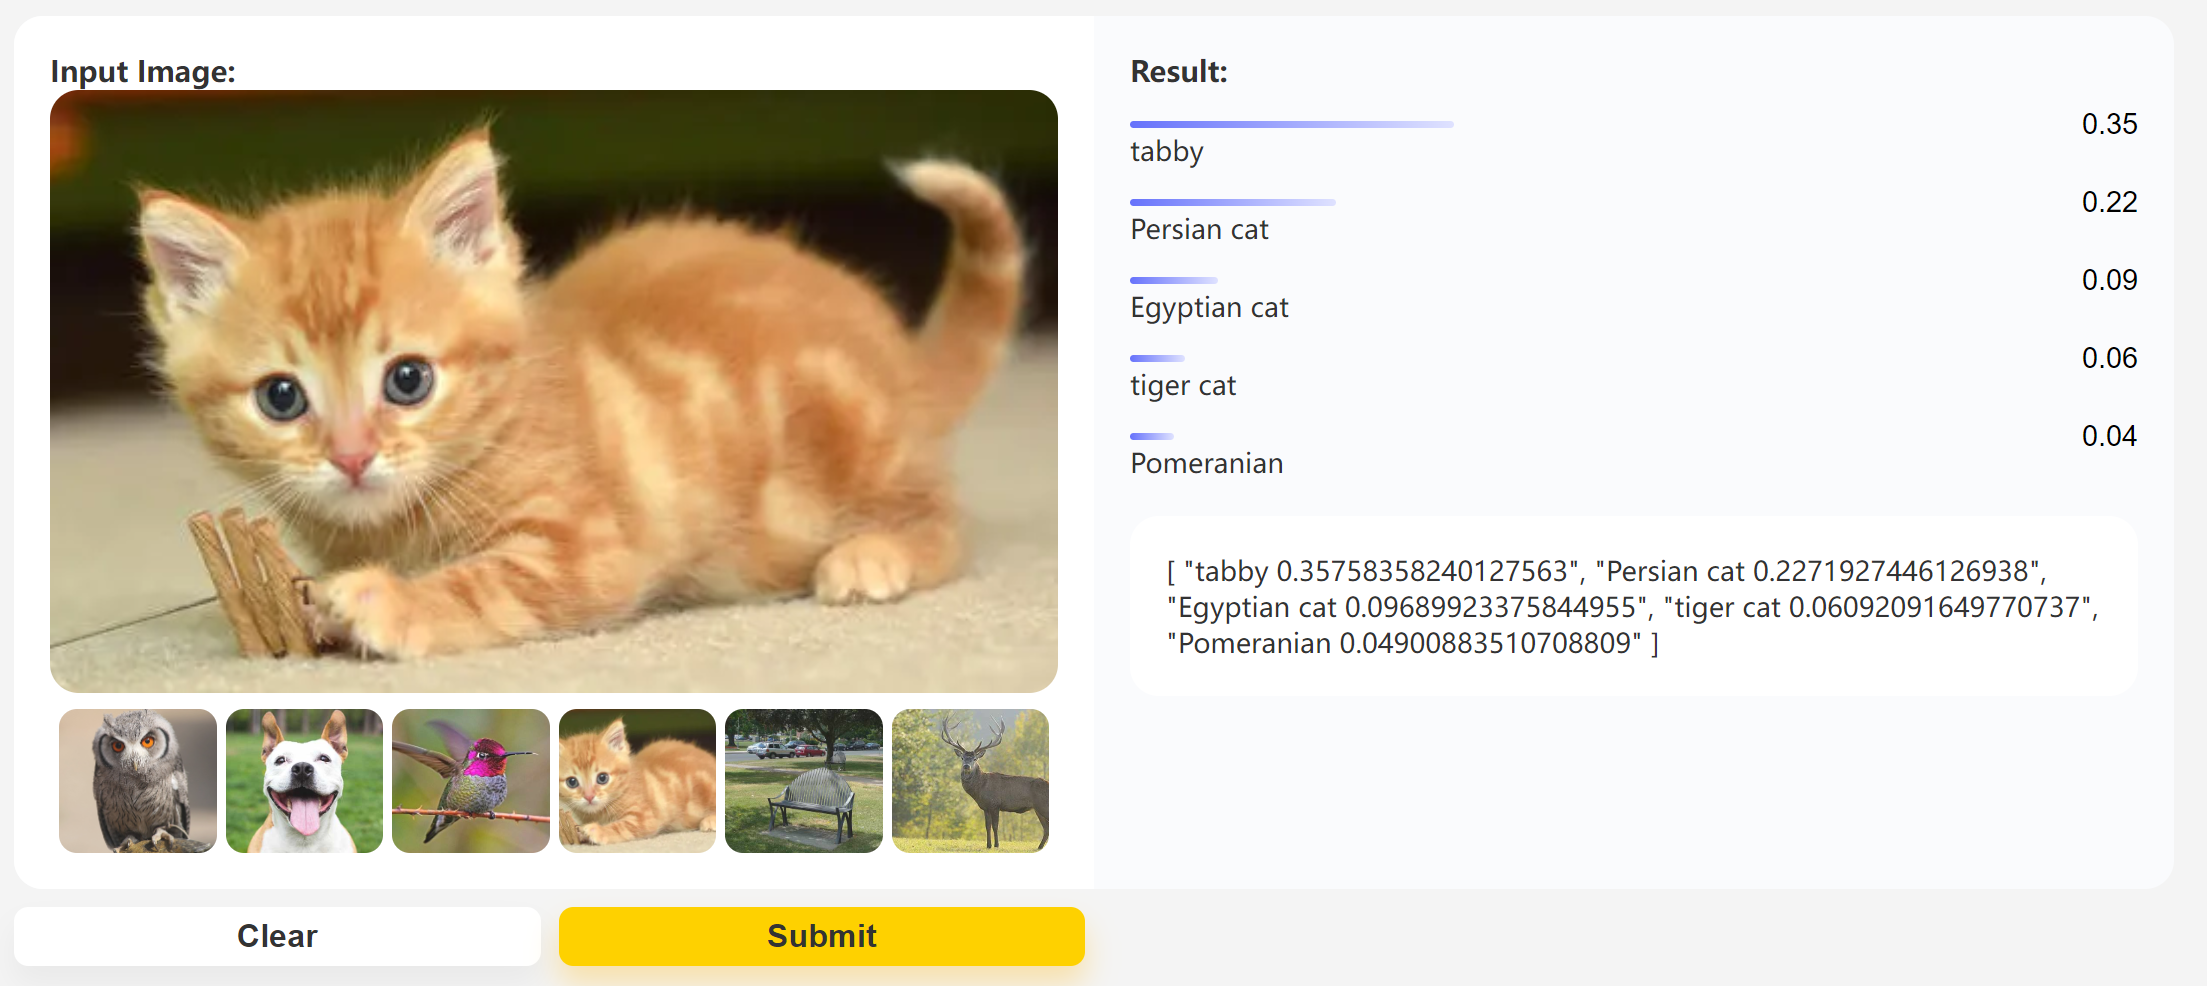 Input Image:
Result:
0.35
tabby
0.22
Persian cat
0.09
Egyptian cat
0.06
tiger cat
0.04
Pomeranian
[ "tabby 0.35758358240127563", "Persian cat 0.2271927446126938",
"Egyptian cat 0.09689923375844955", "tiger cat 0.06092091649770737",
"Pomeranian 0.04900883510708809" ]
Clear
Submit